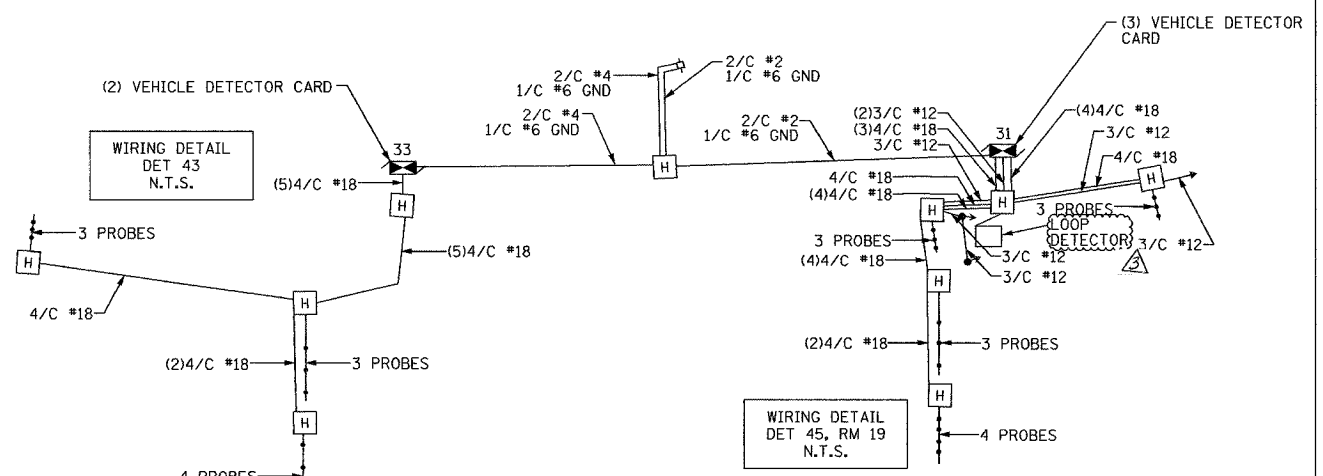 (3) VEHICLE DETECTOR
CARD
(2) VEHICLE DETECTOR CARD
2/C #4
1/C #6 GND
2/C #2
1/C #6 GND
2/C #4
1/C #6 GND
2/C #2
1/C #6 GND
(2)3/C #12
(3)4/C #18
3/C #12
31
(4)4/C #18
3/C #12
4/C #18
WIRING DETAIL
DET 43
N.T.S.
33
(5)4/C #18
H
H
H
H
H
H
4/C #18
(4)4/C #18
3 PROBES
3 PROBES
3 PROBES
LOOP
DETECTOR
3
3/C #12
3/C #12
3/C #12
(5)4/C #18
(4)4/C #18
4/C #18
H
H
(2)4/C #18
3 PROBES
(2)4/C #18
3 PROBES
H
H
WIRING DETAIL
DET 45, RM 19
N.T.S.
4 PROBES
4 PROBES